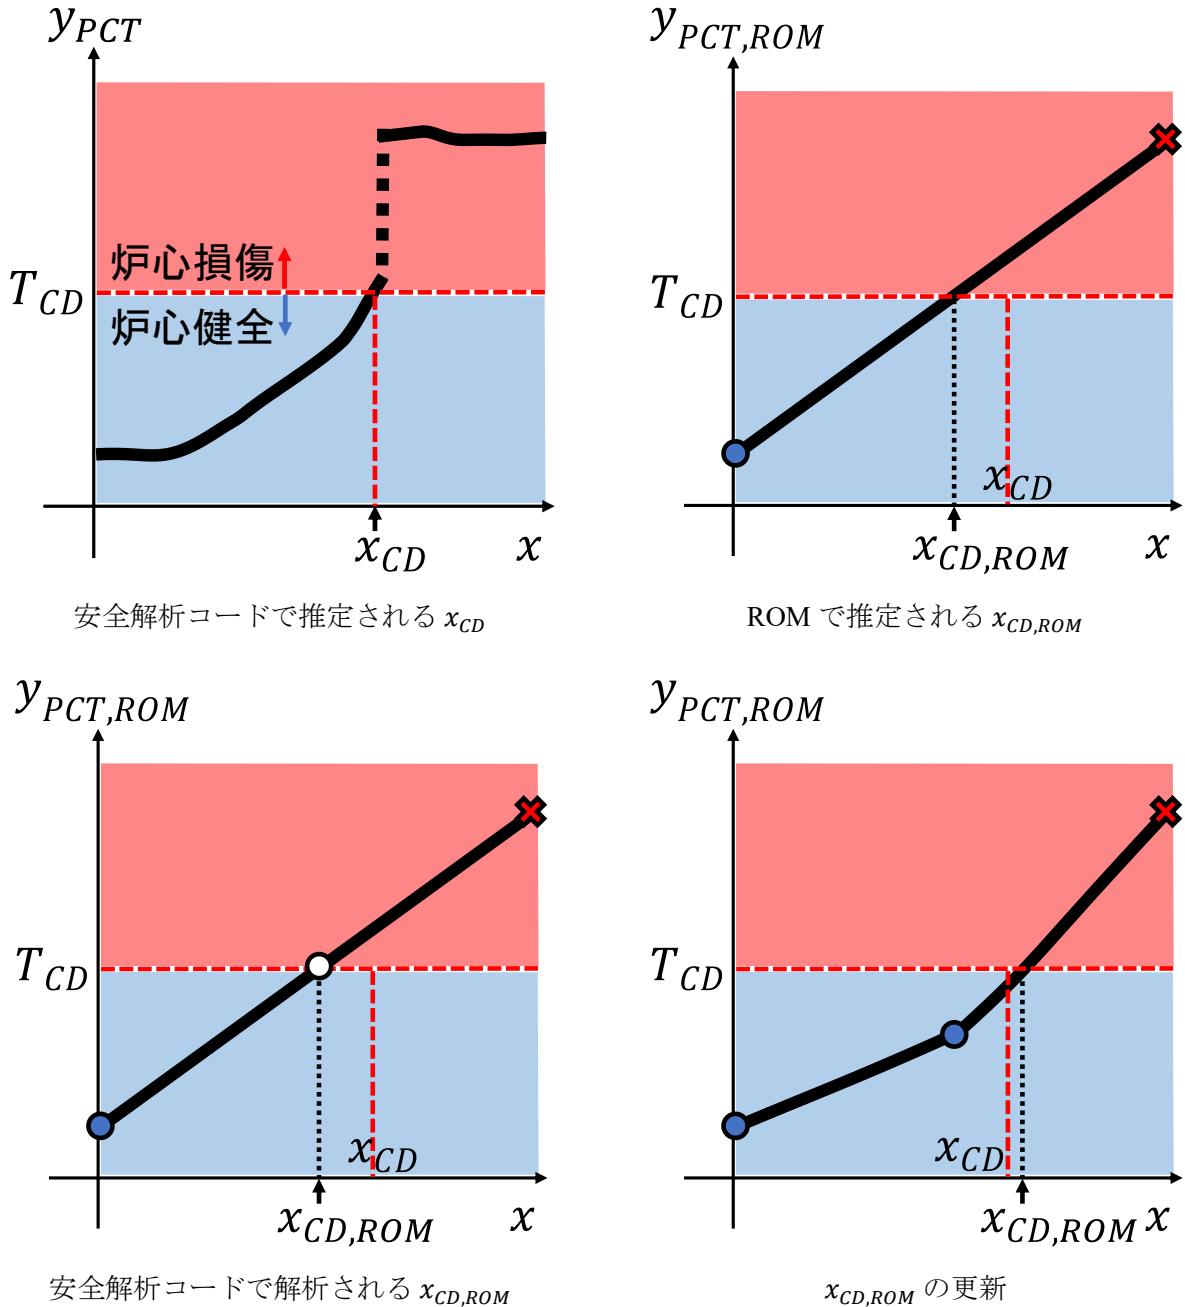 y_PCT
炉心損傷
T_CD
炉心健全
x_CD
x
安全解析コードで推定される x_CD
y_PCT,ROM
T_CD
x_CD
x_CD,ROM
x
ROM で推定される x_CD,ROM
y_PCT,ROM
T_CD
x_CD
x_CD,ROM
x
安全解析コードで解析される x_CD,ROM
y_PCT,ROM
T_CD
x_CD
x_CD,ROM
x
x_CD,ROM の更新